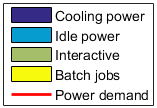 Cooling power
Idle power
Interactive
Batch jobs
Power demand